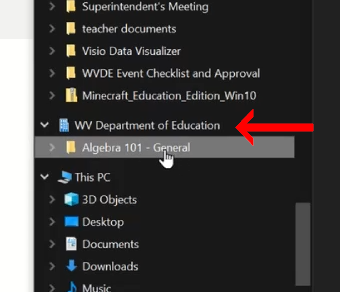 Superintendent's Meeting
teacher documents
Visio Data Visualizer
WVDE Event Checklist and Approval
Minecraft_Education_Edition_Win10
WV Department of Education
Algebra 101 - General
This PC
3D Objects
Desktop
Documents
Downloads
Music